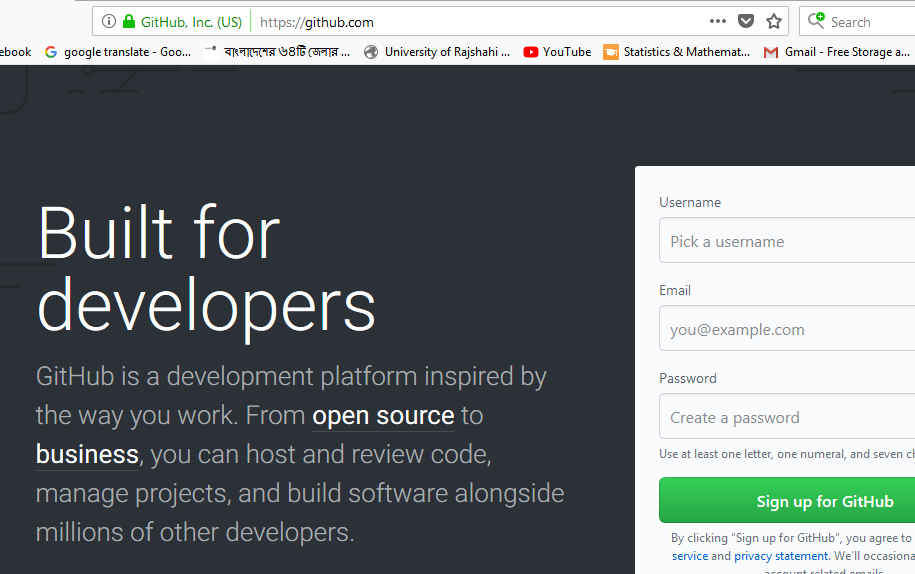 GitHub, Inc. (US) https://github.com Search
ebook google translate - Goo... বাংলাদেশের ৬৪টি জেলার ... University of Rajshahi ... YouTube Statistics & Mathemat... Gmail - Free Storage a...
Built for
developers
GitHub is a development platform inspired by
the way you work. From open source to
business, you can host and review code,
manage projects, and build software alongside
millions of other developers.
Username
Pick a username
Email
you@example.com
Password
Create a password
Use at least one letter, one numeral, and seven
Sign up for GitHub
By clicking “Sign up for GitHub”, you agree to
service and privacy statement. We’ll occasiona
account related emails.